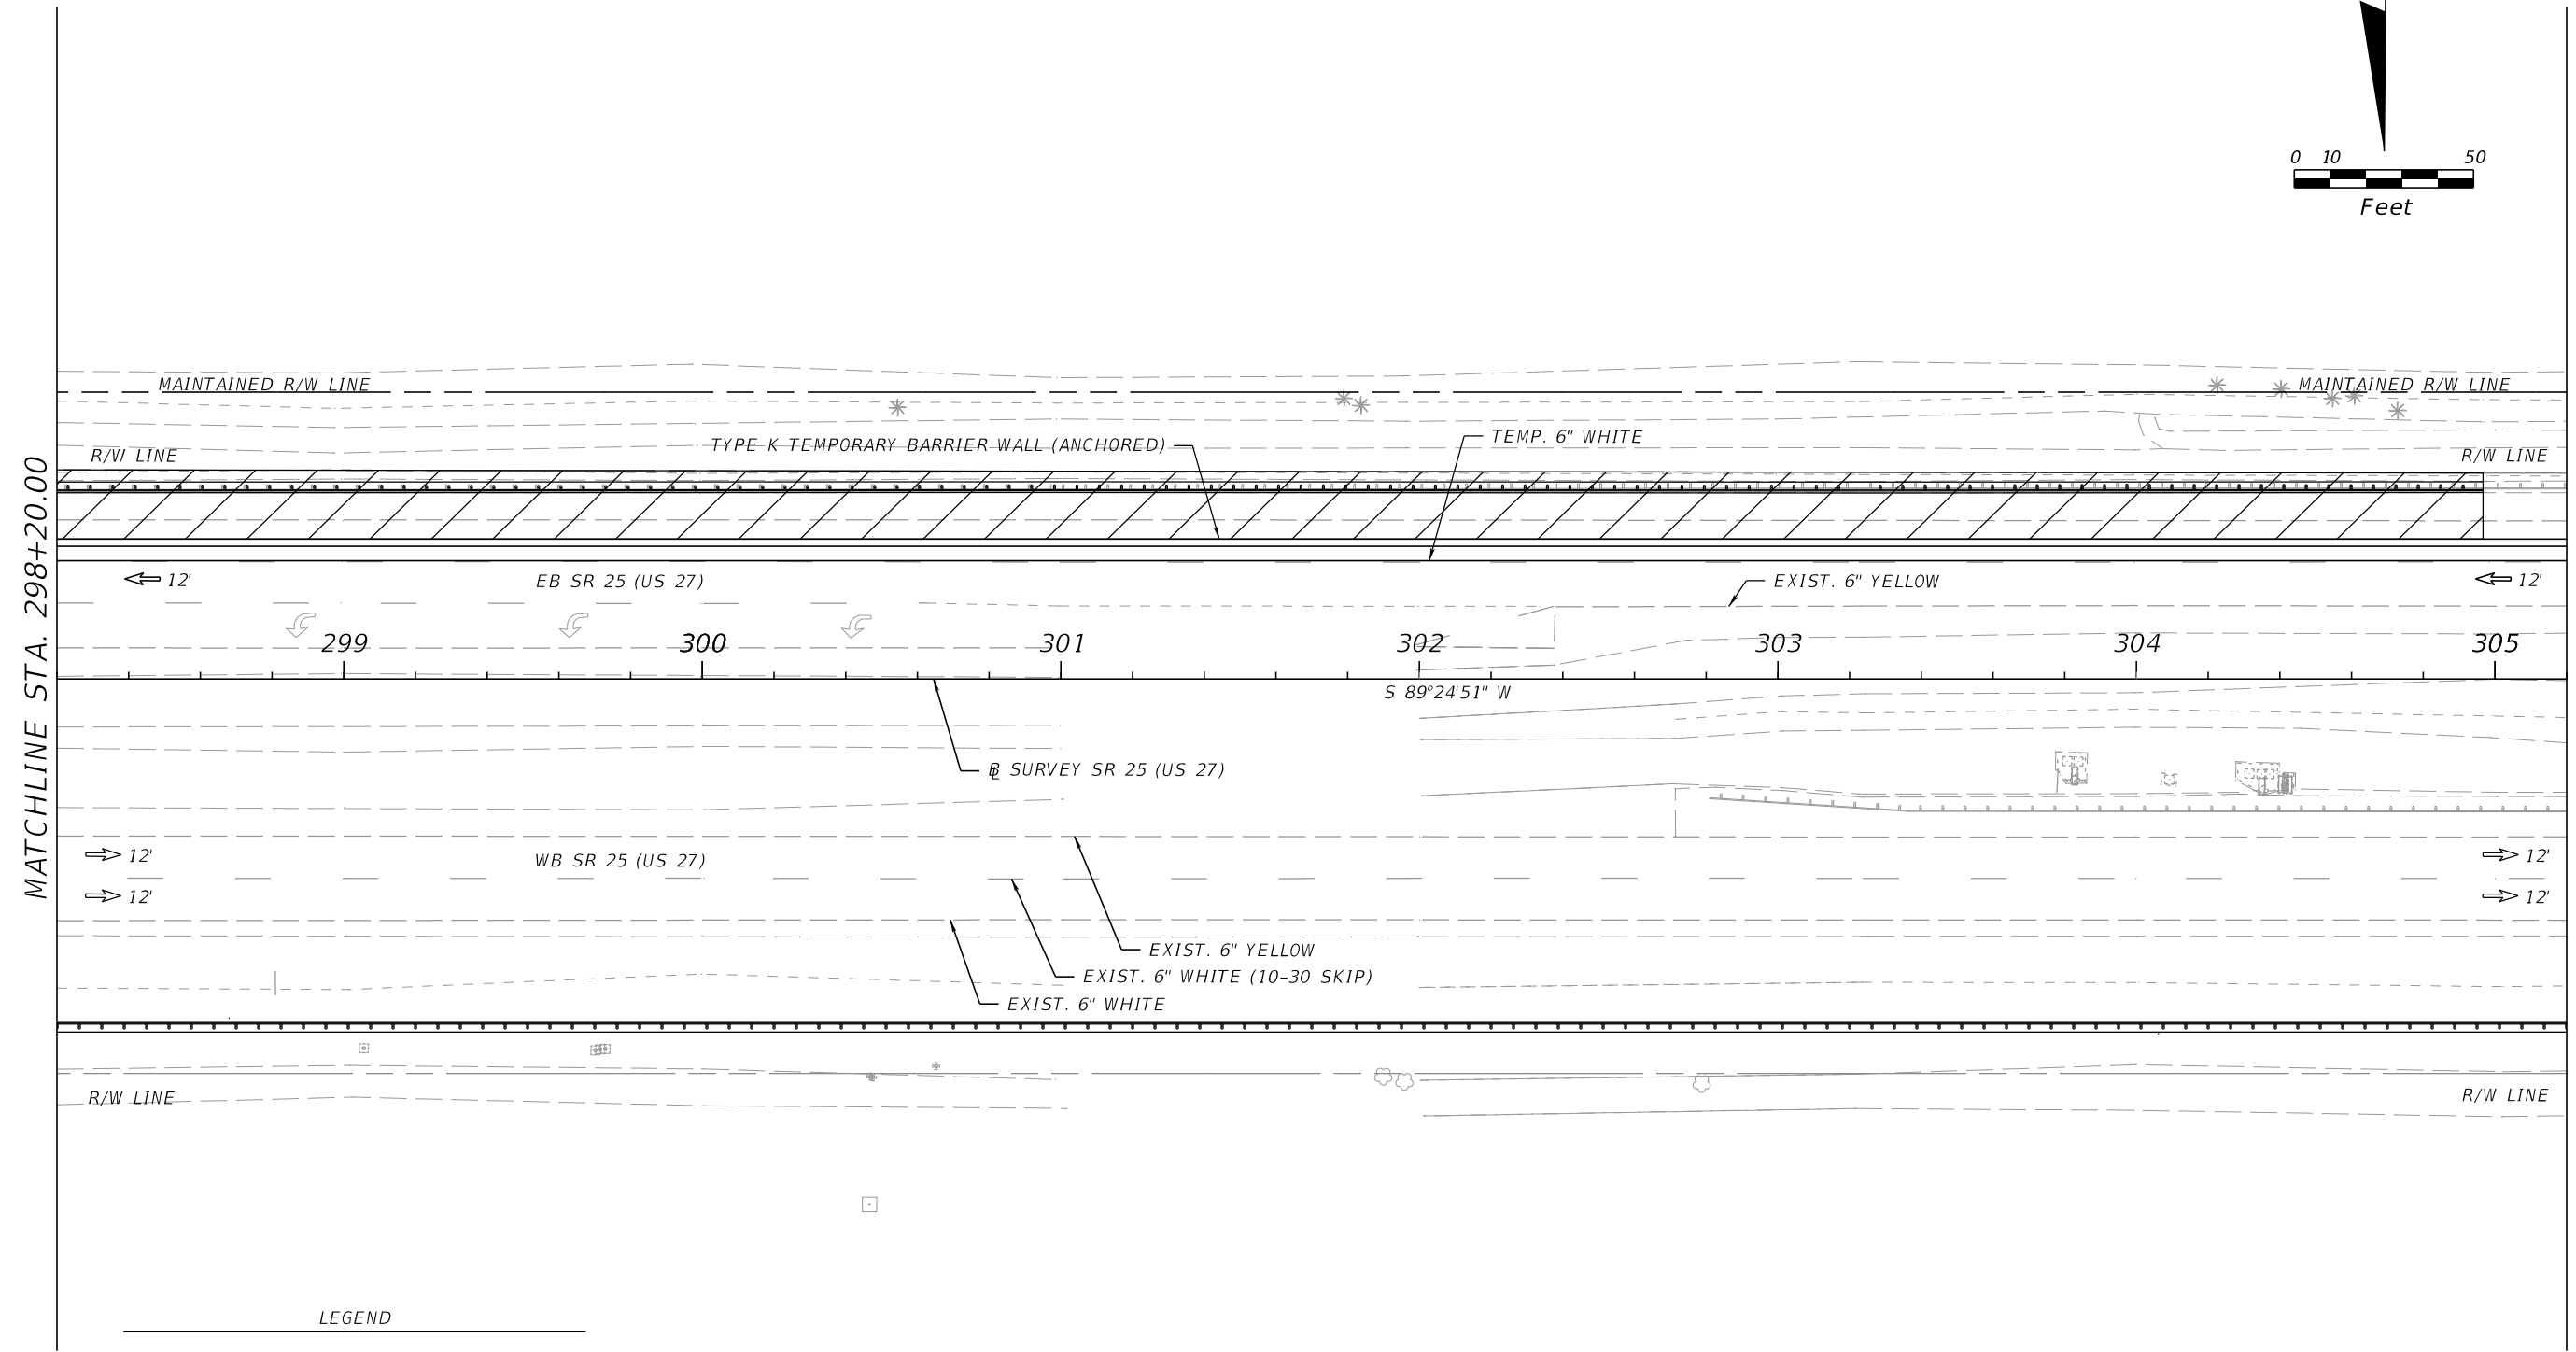 0 10 50
Feet
MAINTAINED R/W LINE
MAINTAINED R/W LINE
TYPE K TEMPORARY BARRIER WALL (ANCHORED)
TEMP. 6" WHITE
R/W LINE
R/W LINE
MATCHLINE STA. 298+20.00
12'
EB SR 25 (US 27)
EXIST. 6" YELLOW
12'
299 300 301 302 303 304 305
S 89°24'51" W
BL SURVEY SR 25 (US 27)
12'
WB SR 25 (US 27)
12'
12'
12'
EXIST. 6" YELLOW
EXIST. 6" WHITE (10-30 SKIP)
EXIST. 6" WHITE
R/W LINE
R/W LINE
LEGEND